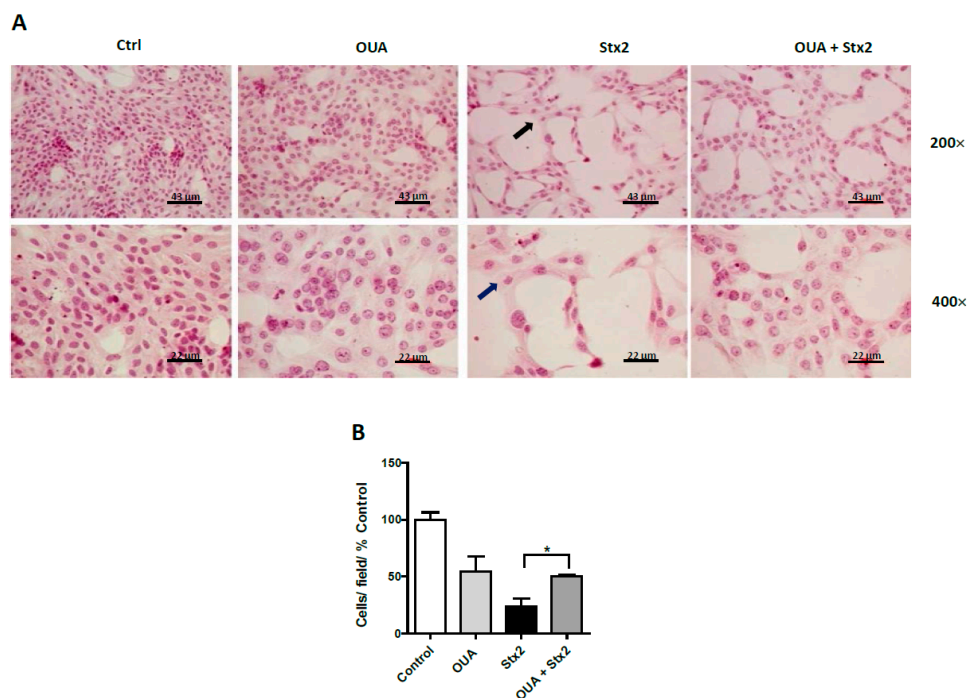 A
Ctrl OUA Stx2 OUA + Stx2
43 µm 43 µm 43 µm 43 µm
200×
22 µm 22 µm 22 µm 22 µm
400×
B
150
100
50
0
Cells/ field/ % Control
*
Control OUA Stx2 OUA + Stx2